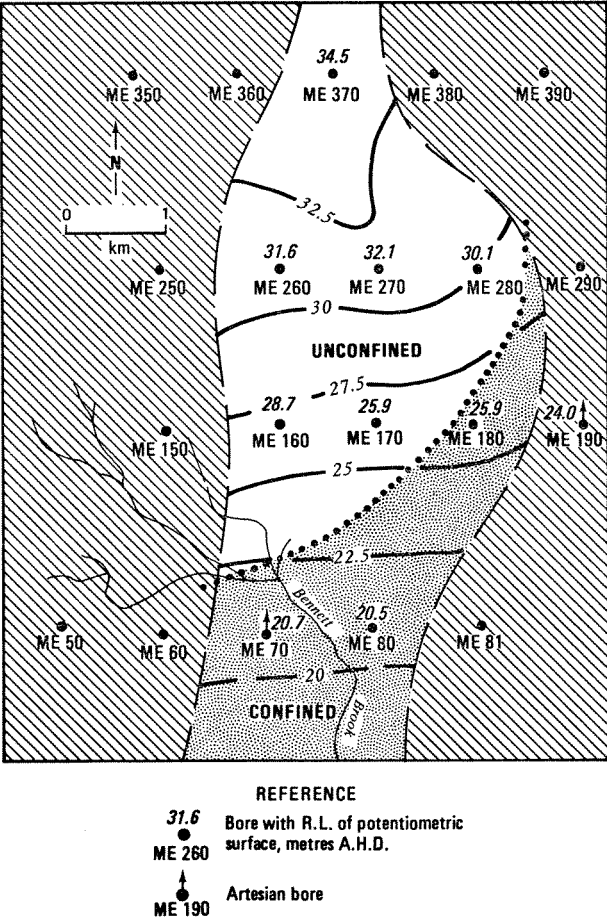 34.5
ME 350 ME 360 ME 370 ME 380 ME 390
N
0 1
km
32.5
31.6 32.1 30.1
ME 250 ME 260 ME 270 ME 280 ME 290
30
UNCONFINED
27.5
28.7 25.9 25.9 24.0
ME 150 ME 160 ME 170 ME 180 ME 190
25
22.5
Bennett
20.7 20.5
ME 50 ME 60 ME 70 ME 80 ME 81
20
CONFINED
Brook
REFERENCE
31.6
ME 260
Bore with R.L. of potentiometric
surface, metres A.H.D.
ME 190
Artesian bore